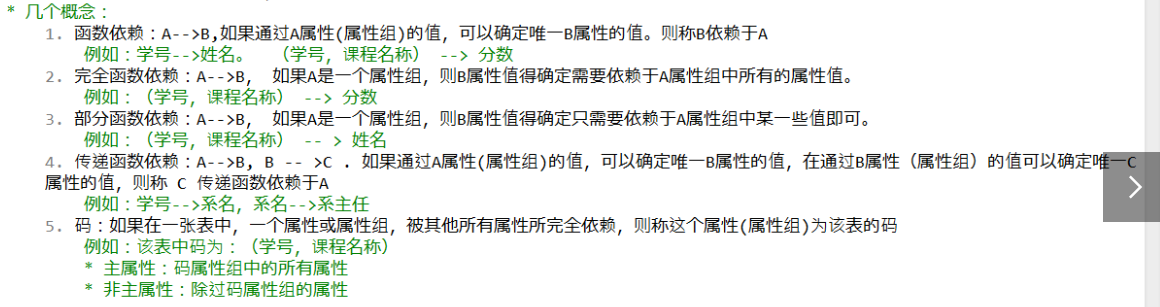 * 几个概念：
1. 函数依赖：A-->B,如果通过A属性(属性组)的值，可以确定唯一B属性的值。则称B依赖于A
例如：学号-->姓名。 （学号，课程名称） --> 分数
2. 完全函数依赖：A-->B， 如果A是一个属性组，则B属性值得确定需要依赖于A属性组中所有的属性值。
例如：（学号，课程名称） --> 分数
3. 部分函数依赖：A-->B， 如果A是一个属性组，则B属性值得确定只需要依赖于A属性组中某一些值即可。
例如：（学号，课程名称） -- > 姓名
4. 传递函数依赖：A-->B, B -- >C . 如果通过A属性(属性组)的值，可以确定唯一B属性的值，在通过B属性（属性组）的值可以确定唯一C
属性的值，则称 C 传递函数依赖于A
例如：学号-->系名，系名-->系主任
5. 码：如果在一张表中，一个属性或属性组，被其他所有属性所完全依赖，则称这个属性(属性组)为该表的码
例如：该表中码为：（学号，课程名称）
* 主属性：码属性组中的所有属性
* 非主属性：除过码属性组的属性